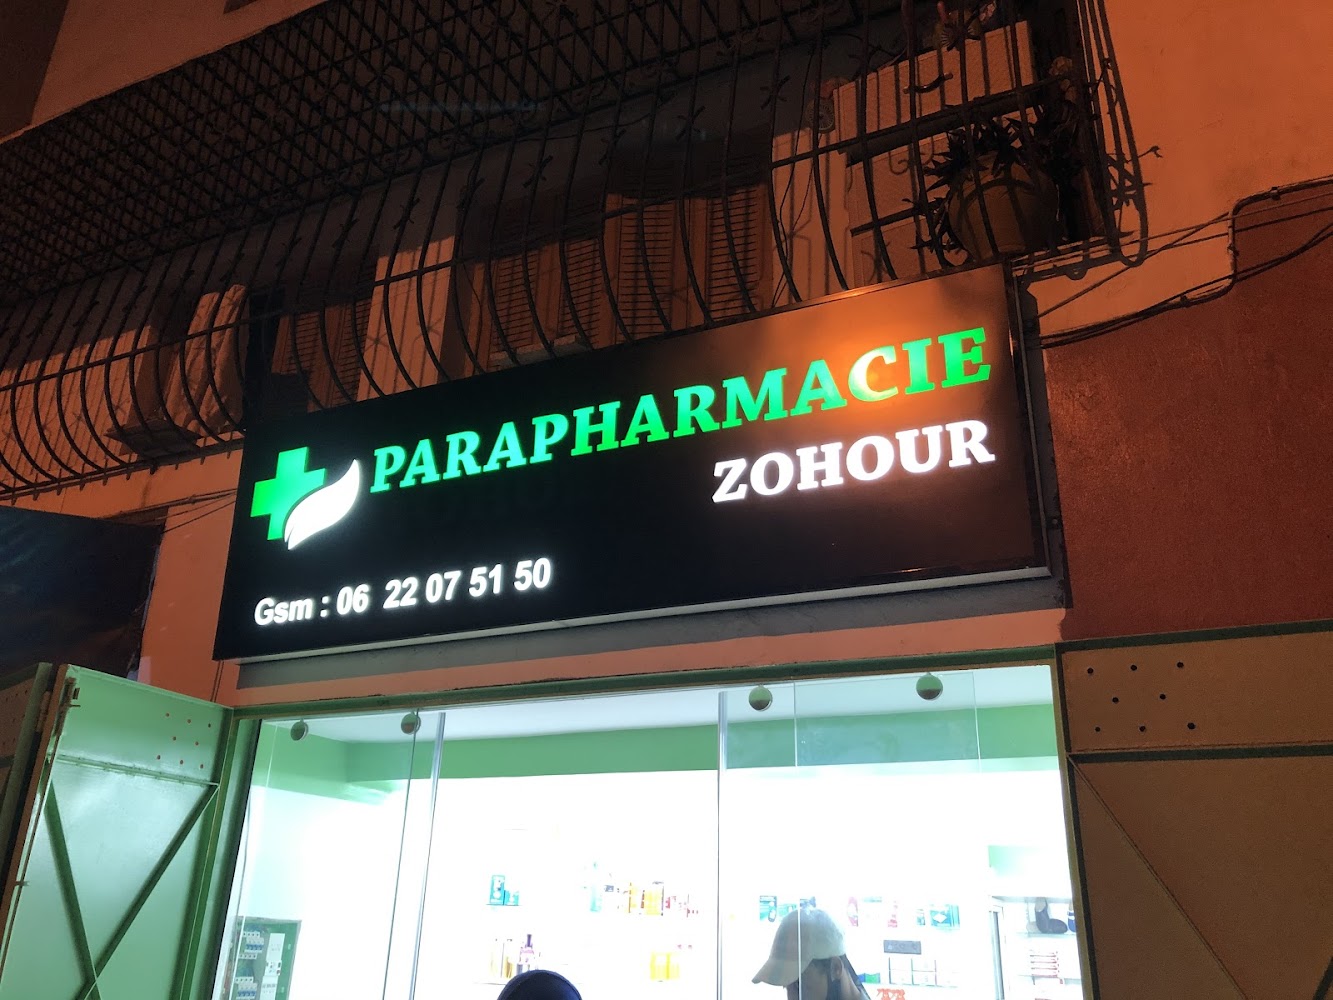 PARAPHARMACIE
ZOHOUR
Gsm : 06 22 07 51 50